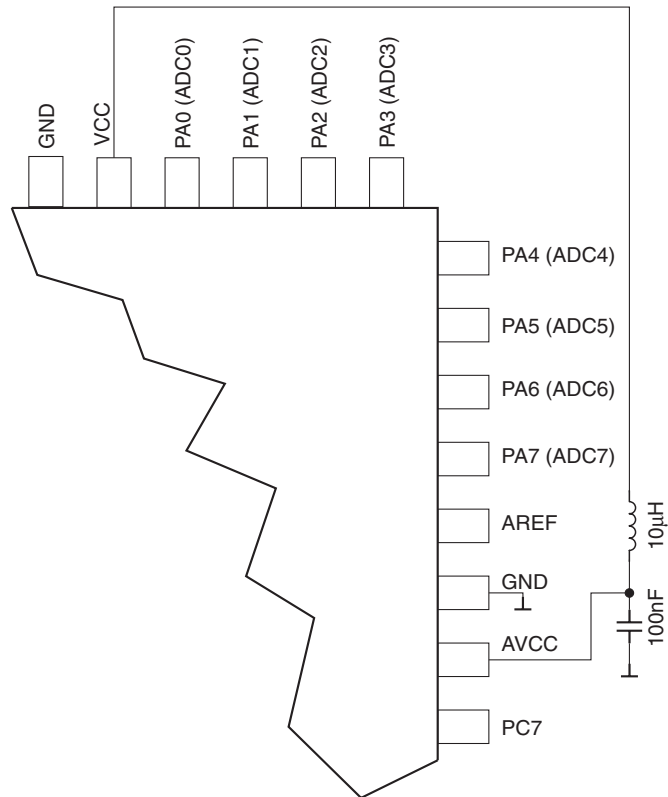 GND
VCC
PA0 (ADC0)
PA1 (ADC1)
PA2 (ADC2)
PA3 (ADC3)
PA4 (ADC4)
PA5 (ADC5)
PA6 (ADC6)
PA7 (ADC7)
AREF
10μH
GND
AVCC
100nF
PC7